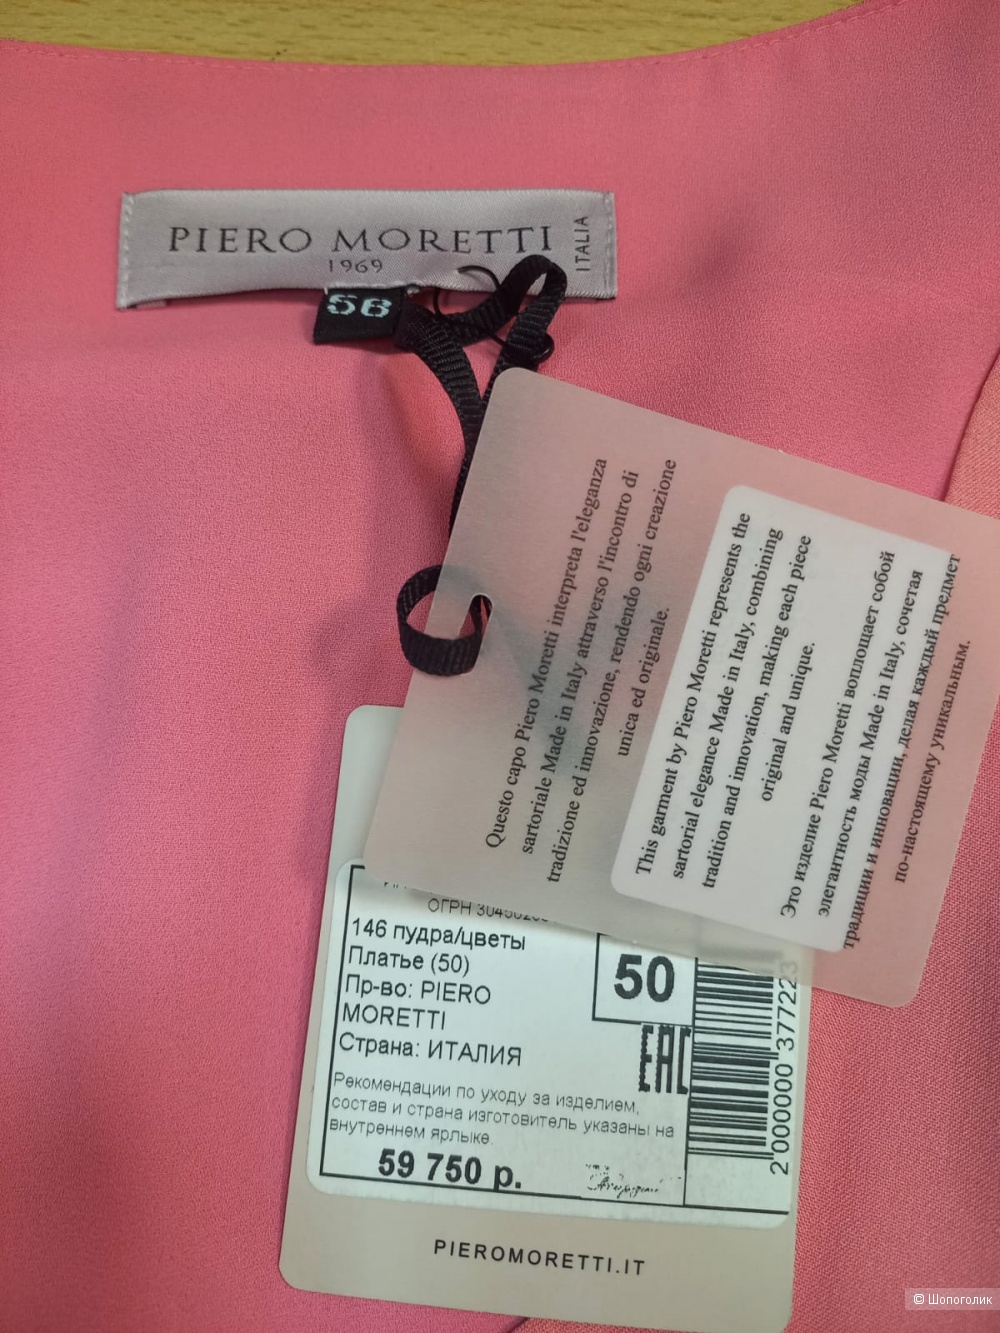 PIERO MORETTI
1969
ITALIA
56
Questo capo Piero Moretti interpreta l'eleganza
sartoriale Made in Italy attraverso l'incontro di
tradizione ed innovazione, rendendo ogni creazione
unica ed originale.
This garment by Piero Moretti represents the
sartorial elegance Made in Italy, combining
tradition and innovation, making each piece
original and unique.
Это изделие Piero Moretti воплощает собой
элегантность моды Made in Italy, сочетая
традиции и инновации, делая каждый предмет
по-настоящему уникальным.
ОГРН
146 пудра/цветы
Платье (50)
Пр-во: PIERO
MORETTI
Страна: ИТАЛИЯ
50
EAC
Рекомендации по уходу за изделием,
состав и страна изготовитель указаны на
внутреннем ярлыке.
59 750 р.
2 000000 377223
PIEROMORETTI.IT
© Шопоголик